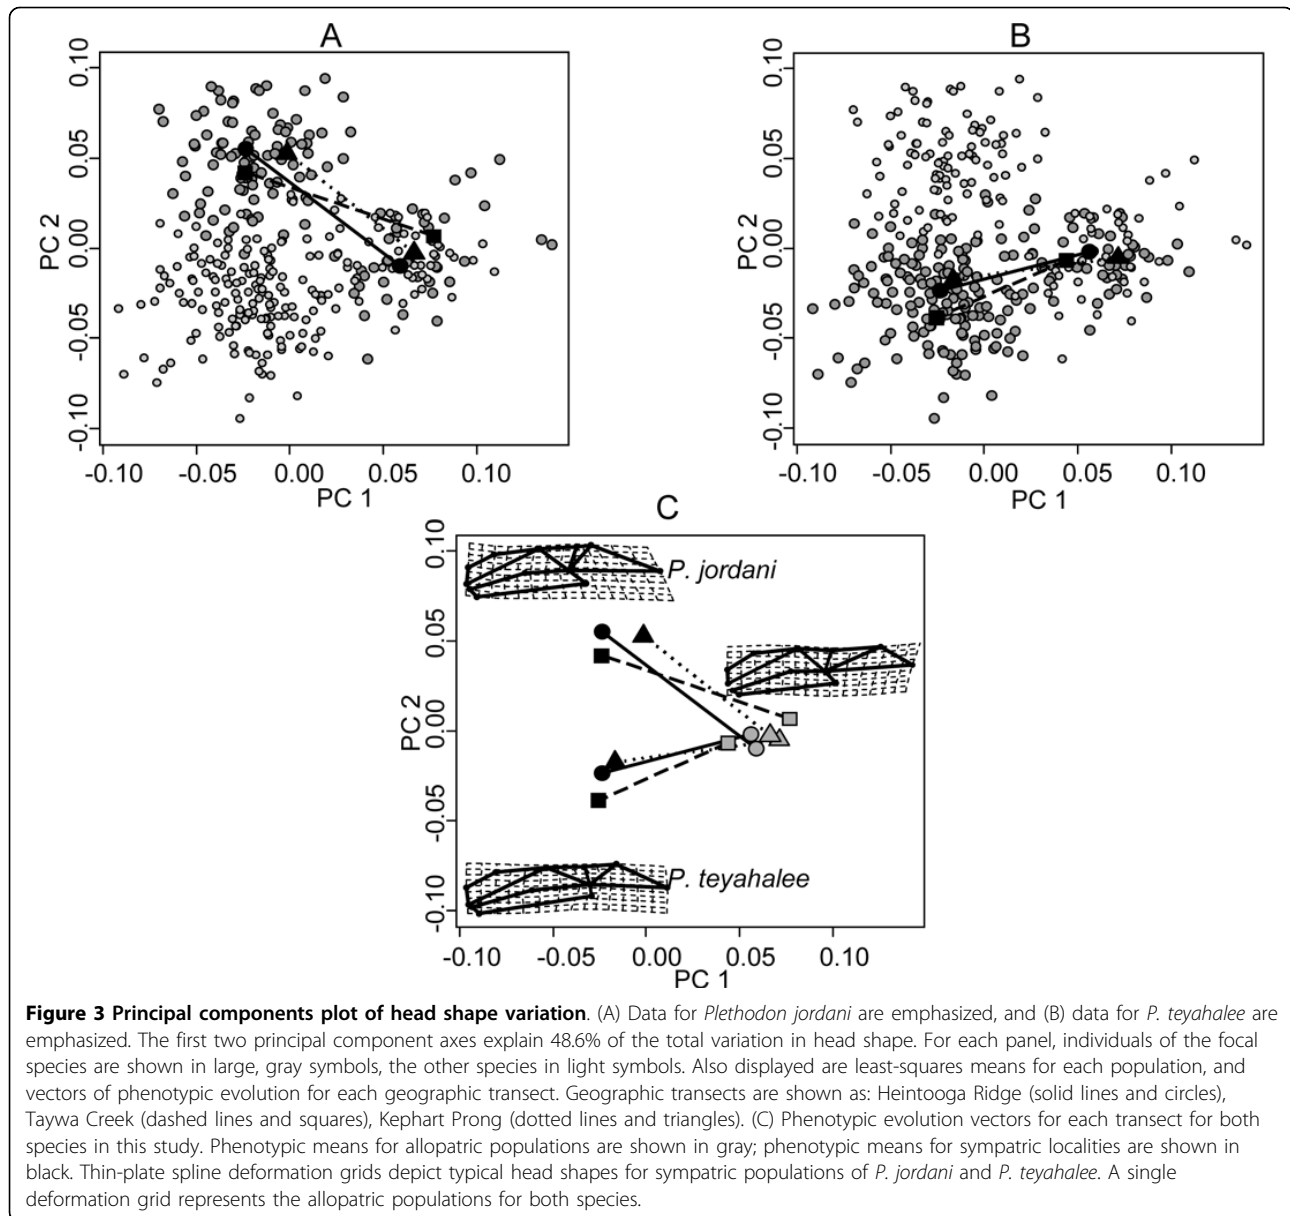 A
B
0.10
0.05
0.00
-0.05
-0.10
PC 2
-0.10
-0.05
0.00
0.05
0.10
PC 1
0.10
0.05
0.00
-0.05
-0.10
PC 2
-0.10
-0.05
0.00
0.05
0.10
PC 1
C
0.10
0.05
0.00
-0.05
-0.10
PC 2
P. jordani
P. teyahalee
-0.10
-0.05
0.00
0.05
0.10
PC 1
Figure 3 Principal components plot of head shape variation. (A) Data for Plethodon jordani are emphasized, and (B) data for P. teyahalee are
emphasized. The first two principal component axes explain 48.6% of the total variation in head shape. For each panel, individuals of the focal
species are shown in large, gray symbols, the other species in light symbols. Also displayed are least-squares means for each population, and
vectors of phenotypic evolution for each geographic transect. Geographic transects are shown as: Heintooga Ridge (solid lines and circles),
Taywa Creek (dashed lines and squares), Kephart Prong (dotted lines and triangles). (C) Phenotypic evolution vectors for each transect for both
species in this study. Phenotypic means for allopatric populations are shown in gray; phenotypic means for sympatric localities are shown in
black. Thin-plate spline deformation grids depict typical head shapes for sympatric populations of P. jordani and P. teyahalee. A single
deformation grid represents the allopatric populations for both species.